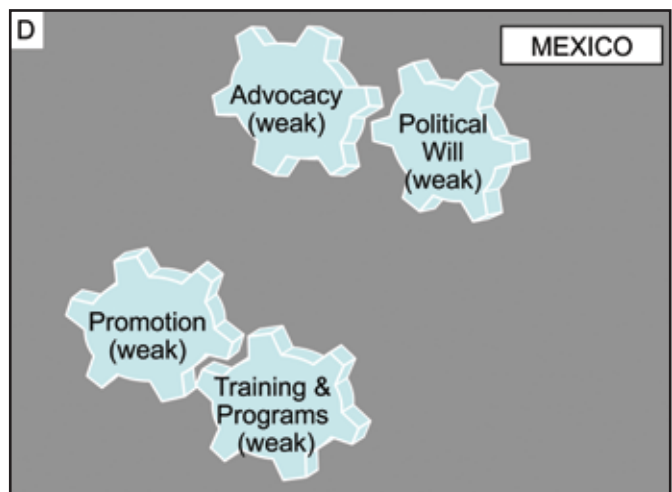 D
MEXICO
Advocacy
(weak)
Political
Will
(weak)
Promotion
(weak)
Training &
Programs
(weak)